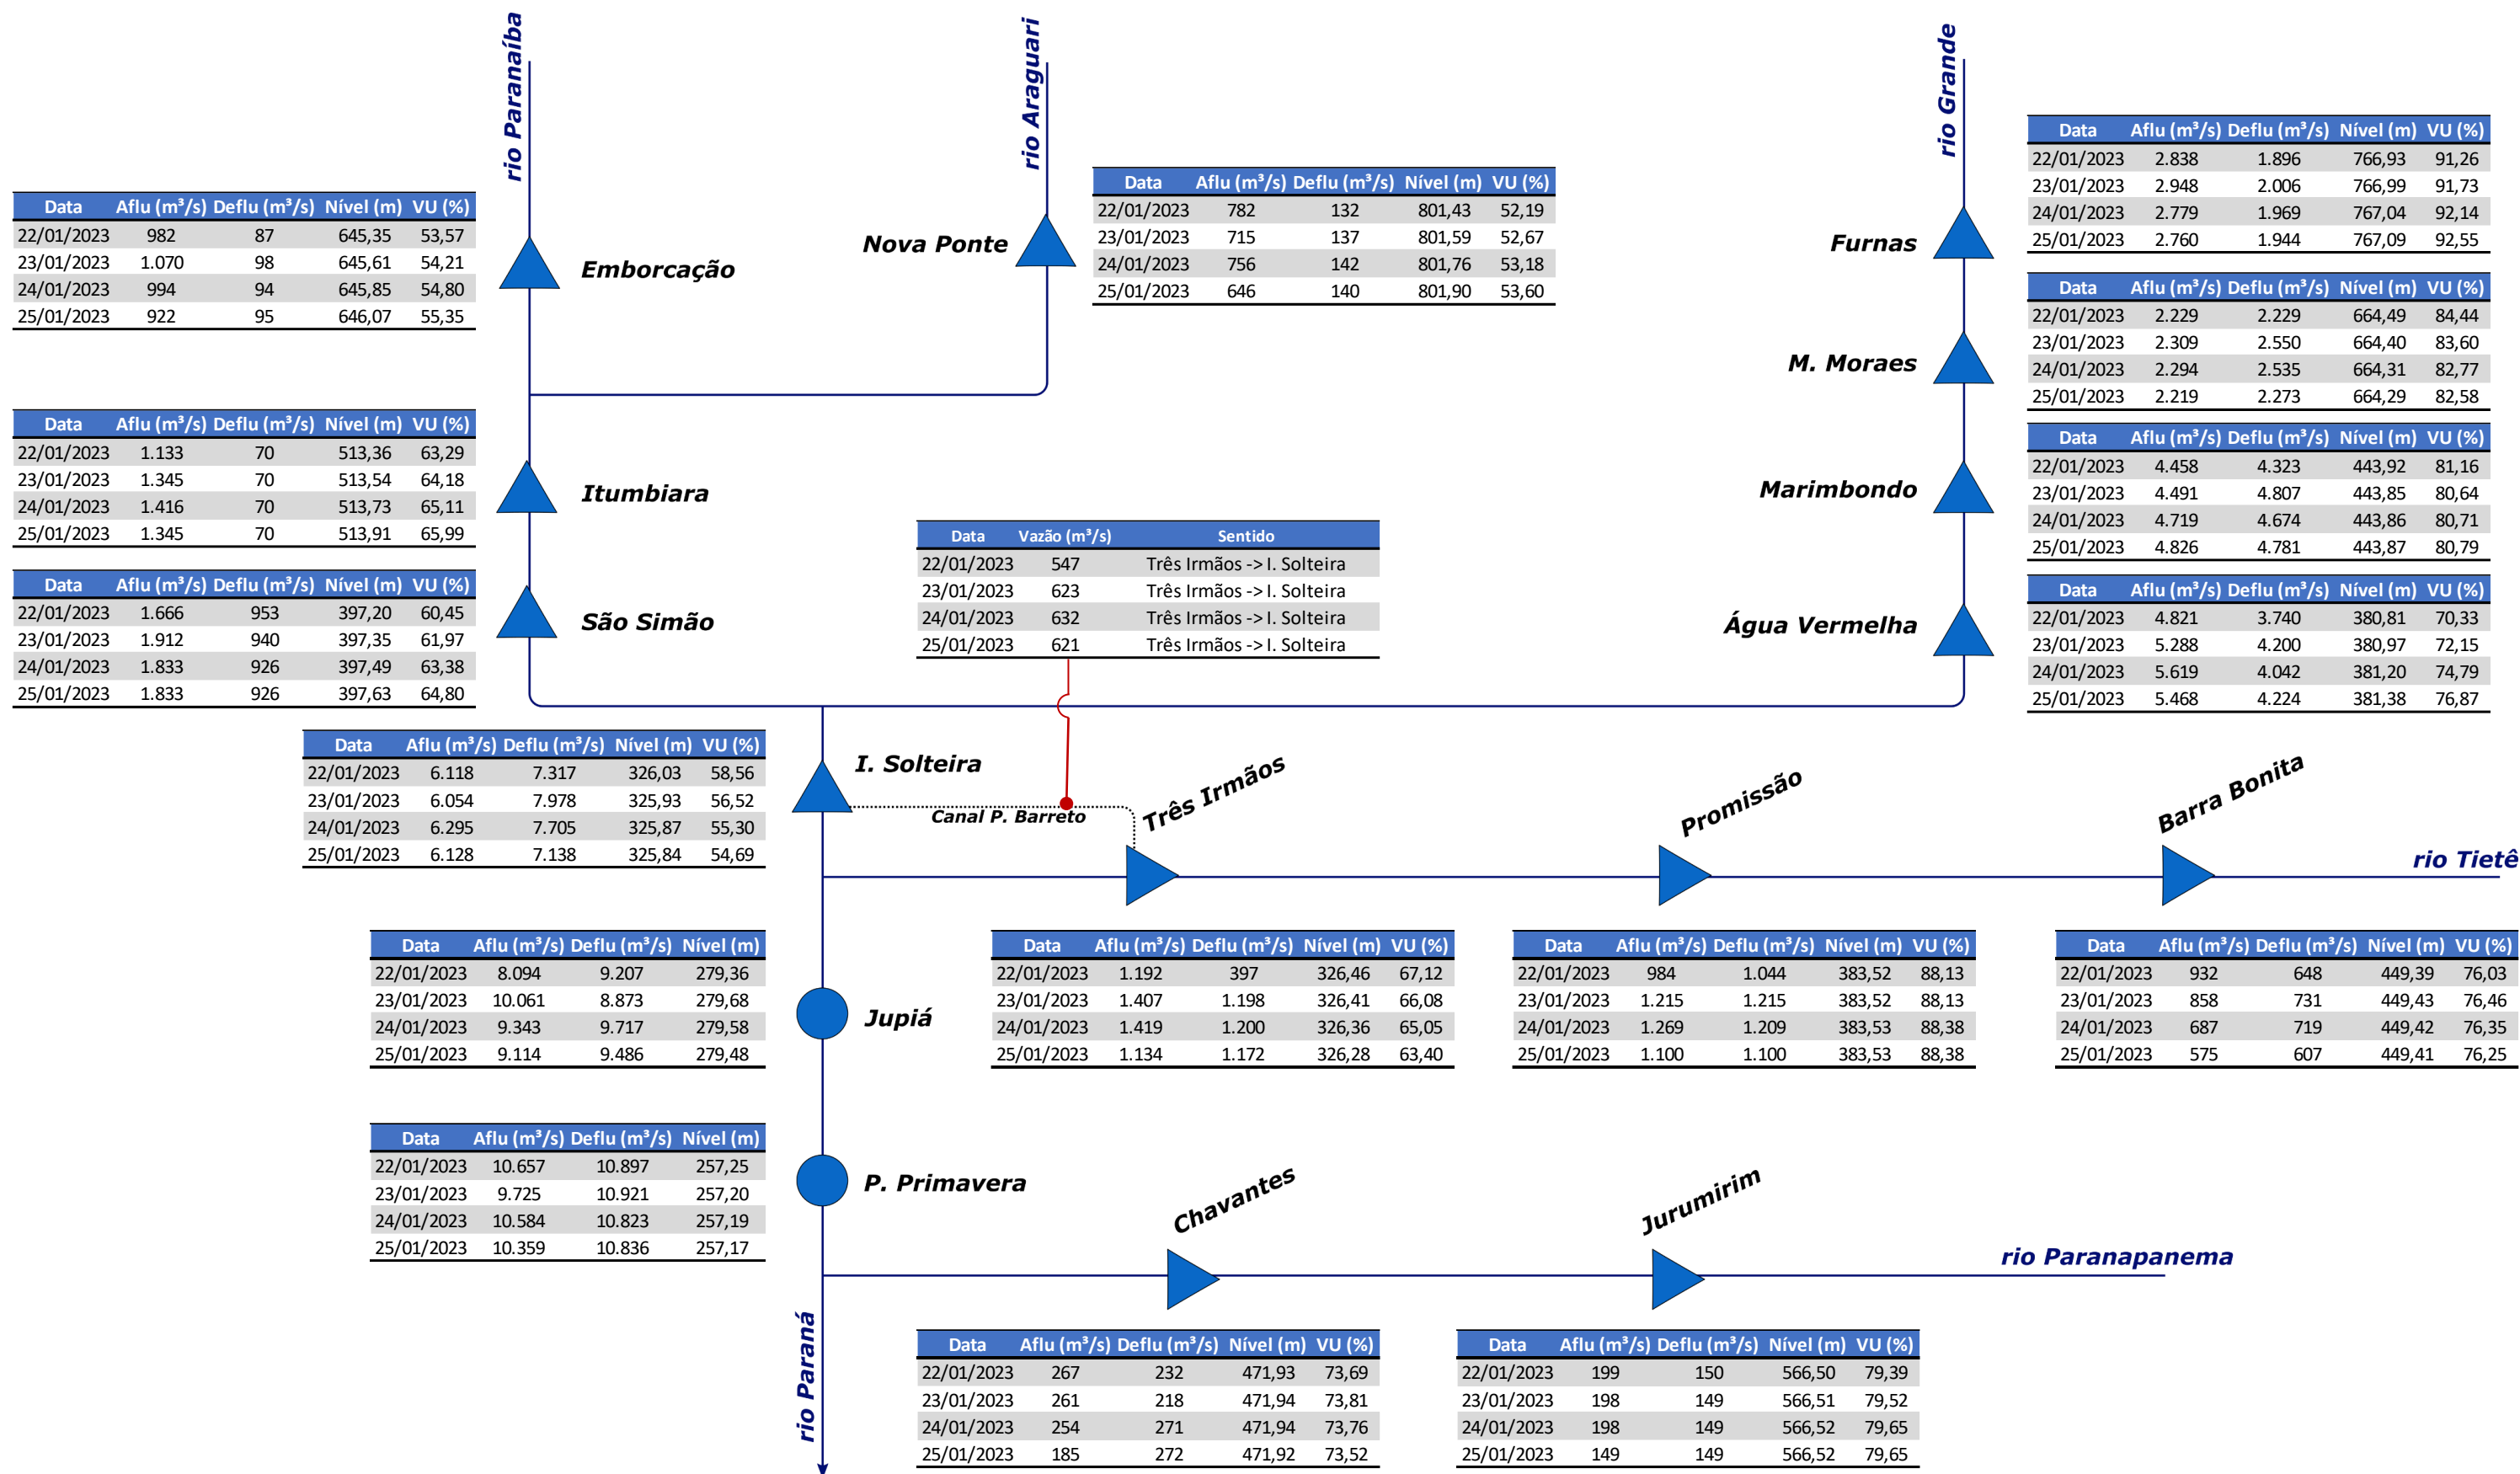 rio Paranaíba
rio Araguari
rio Grande
Data Aflu (m³/s) Deflu (m³/s) Nível (m) VU (%)
22/01/2023 2.838 1.896 766,93 91,26
23/01/2023 2.948 2.006 766,99 91,73
24/01/2023 2.779 1.969 767,04 92,14
25/01/2023 2.760 1.944 767,09 92,55
Furnas
Data Aflu (m³/s) Deflu (m³/s) Nível (m) VU (%)
22/01/2023 782 132 801,43 52,19
23/01/2023 715 137 801,59 52,67
24/01/2023 756 142 801,76 53,18
25/01/2023 646 140 801,90 53,60
Nova Ponte
Data Aflu (m³/s) Deflu (m³/s) Nível (m) VU (%)
22/01/2023 982 87 645,35 53,57
23/01/2023 1.070 98 645,61 54,21
24/01/2023 994 94 645,85 54,80
25/01/2023 922 95 646,07 55,35
Emborcação
Data Aflu (m³/s) Deflu (m³/s) Nível (m) VU (%)
22/01/2023 2.229 2.229 664,49 84,44
23/01/2023 2.309 2.550 664,40 83,60
24/01/2023 2.294 2.535 664,31 82,77
25/01/2023 2.219 2.273 664,29 82,58
M. Moraes
Data Aflu (m³/s) Deflu (m³/s) Nível (m) VU (%)
22/01/2023 1.133 70 513,36 63,29
23/01/2023 1.345 70 513,54 64,18
24/01/2023 1.416 70 513,73 65,11
25/01/2023 1.345 70 513,91 65,99
Itumbiara
Data Aflu (m³/s) Deflu (m³/s) Nível (m) VU (%)
22/01/2023 4.458 4.323 443,92 81,16
23/01/2023 4.491 4.807 443,85 80,64
24/01/2023 4.719 4.674 443,86 80,71
25/01/2023 4.826 4.781 443,87 80,79
Marimbondo
Data Vazão (m³/s) Sentido
22/01/2023 547 Três Irmãos -> I. Solteira
23/01/2023 623 Três Irmãos -> I. Solteira
24/01/2023 632 Três Irmãos -> I. Solteira
25/01/2023 621 Três Irmãos -> I. Solteira
Data Aflu (m³/s) Deflu (m³/s) Nível (m) VU (%)
22/01/2023 1.666 953 397,20 60,45
23/01/2023 1.912 940 397,35 61,97
24/01/2023 1.833 926 397,49 63,38
25/01/2023 1.833 926 397,63 64,80
São Simão
Data Aflu (m³/s) Deflu (m³/s) Nível (m) VU (%)
22/01/2023 4.821 3.740 380,81 70,33
23/01/2023 5.288 4.200 380,97 72,15
24/01/2023 5.619 4.042 381,20 74,79
25/01/2023 5.468 4.224 381,38 76,87
Água Vermelha
Data Aflu (m³/s) Deflu (m³/s) Nível (m) VU (%)
22/01/2023 6.118 7.317 326,03 58,56
23/01/2023 6.054 7.978 325,93 56,52
24/01/2023 6.295 7.705 325,87 55,30
25/01/2023 6.128 7.138 325,84 54,69
I. Solteira
Canal P. Barreto
Três Irmãos
Promissão
Barra Bonita
rio Tietê
Data Aflu (m³/s) Deflu (m³/s) Nível (m)
22/01/2023 8.094 9.207 279,36
23/01/2023 10.061 8.873 279,68
24/01/2023 9.343 9.717 279,58
25/01/2023 9.114 9.486 279,48
Jupiá
Data Aflu (m³/s) Deflu (m³/s) Nível (m) VU (%)
22/01/2023 1.192 397 326,46 67,12
23/01/2023 1.407 1.198 326,41 66,08
24/01/2023 1.419 1.200 326,36 65,05
25/01/2023 1.134 1.172 326,28 63,40
Data Aflu (m³/s) Deflu (m³/s) Nível (m) VU (%)
22/01/2023 984 1.044 383,52 88,13
23/01/2023 1.215 1.215 383,52 88,13
24/01/2023 1.269 1.209 383,53 88,38
25/01/2023 1.100 1.100 383,53 88,38
Data Aflu (m³/s) Deflu (m³/s) Nível (m) VU (%)
22/01/2023 932 648 449,39 76,03
23/01/2023 858 731 449,43 76,46
24/01/2023 687 719 449,42 76,35
25/01/2023 575 607 449,41 76,25
Data Aflu (m³/s) Deflu (m³/s) Nível (m)
22/01/2023 10.657 10.897 257,25
23/01/2023 9.725 10.921 257,20
24/01/2023 10.584 10.823 257,19
25/01/2023 10.359 10.836 257,17
P. Primavera
Chavantes
Jurumirim
rio Paranapanema
rio Paraná
Data Aflu (m³/s) Deflu (m³/s) Nível (m) VU (%)
22/01/2023 267 232 471,93 73,69
23/01/2023 261 218 471,94 73,81
24/01/2023 254 271 471,94 73,76
25/01/2023 185 272 471,92 73,52
Data Aflu (m³/s) Deflu (m³/s) Nível (m) VU (%)
22/01/2023 199 150 566,50 79,39
23/01/2023 198 149 566,51 79,52
24/01/2023 198 149 566,52 79,65
25/01/2023 149 149 566,52 79,65